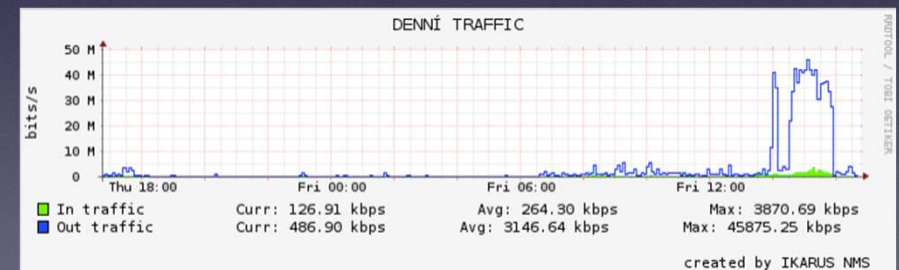 DENNÍ TRAFFIC
RRDTOOL / TOBI OETIKER
bits/s
50 M
40 M
30 M
20 M
10 M
0
Thu 18:00 Fri 00:00 Fri 06:00 Fri 12:00
In traffic Curr: 126.91 kbps Avg: 264.30 kbps Max: 3870.69 kbps
Out traffic Curr: 486.90 kbps Avg: 3146.64 kbps Max: 45875.25 kbps
created by IKARUS NMS